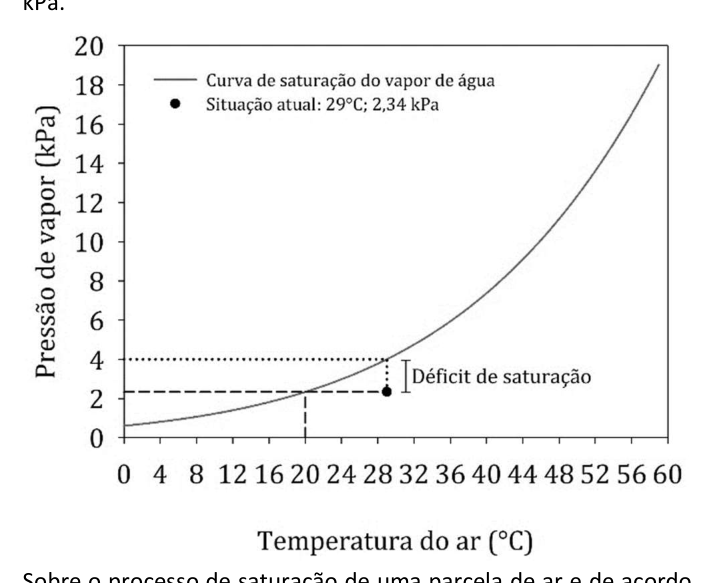 kPa.
20
18
16
14
12
10
8
6
4
2
0
Pressão de vapor (kPa)
Curva de saturação do vapor de água
Situação atual: 29°C; 2,34 kPa
Déficit de saturação
0 4 8 12 16 20 24 28 32 36 40 44 48 52 56 60
Temperatura do ar (°C)
Sobre o processo de saturação de uma parcela de ar e de acordo